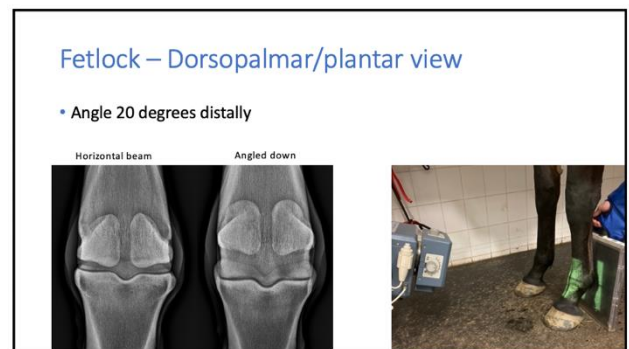 Fetlock – Dorsopalmar/plantar view
• Angle 20 degrees distally
Horizontal beam
Angled down